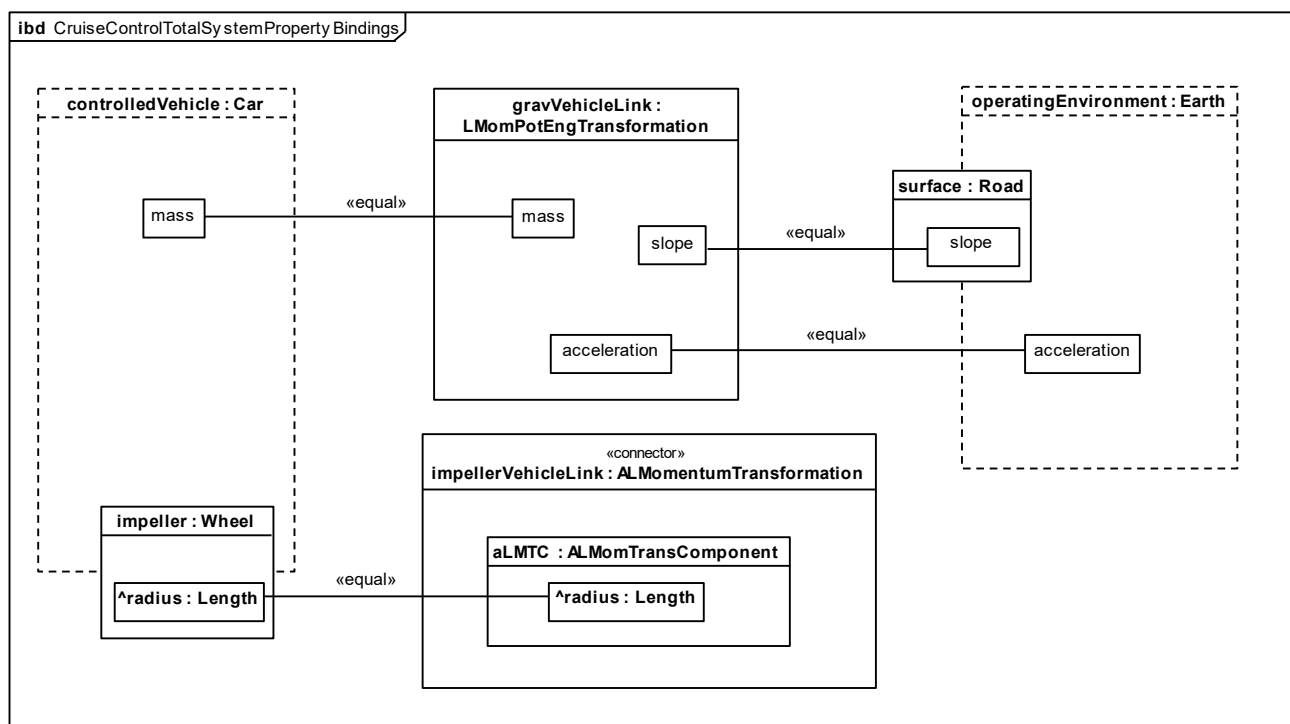 ibd CruiseControlTotalSystemPropertyBindings
controlledVehicle : Car
gravVehicleLink :
LMomPotEngTransformation
operatingEnvironment : Earth
surface : Road
mass
«equal»
mass
slope
«equal»
slope
acceleration
«equal»
acceleration
«connector»
impellerVehicleLink : ALMomentumTransformation
impeller : Wheel
aLMTC : ALMomTransComponent
^radius : Length
«equal»
^radius : Length